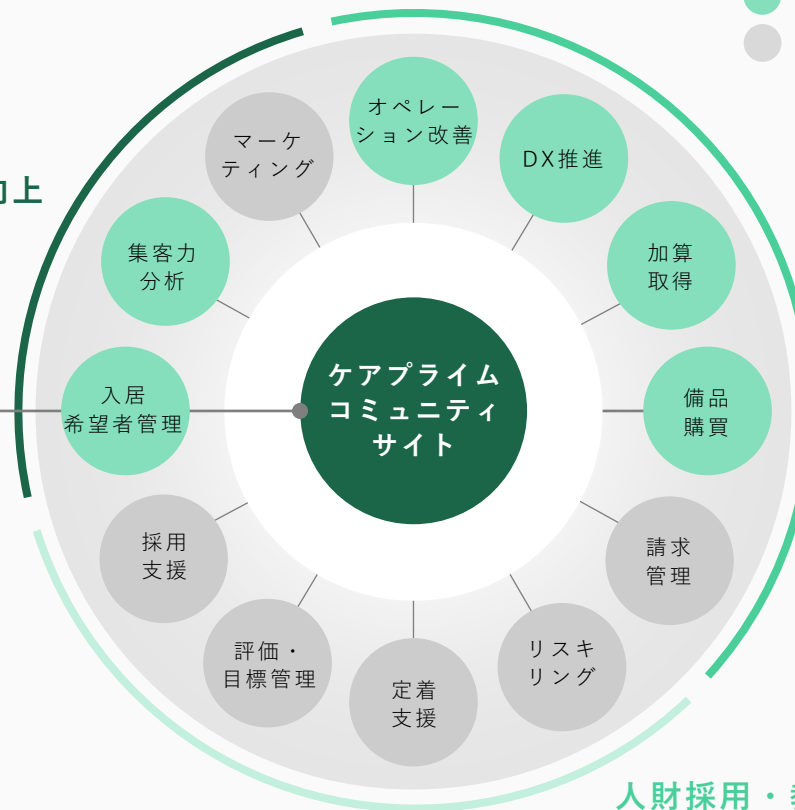 オペレー
ション改善
マーケ
ティング
DX推進
向上
集客力
分析
加算
取得
ケアプライム
コミュニティ
サイト
入居
希望者管理
備品
購買
採用
支援
請求
管理
評価・
目標管理
リスキ
リング
定着
支援
人財採用・